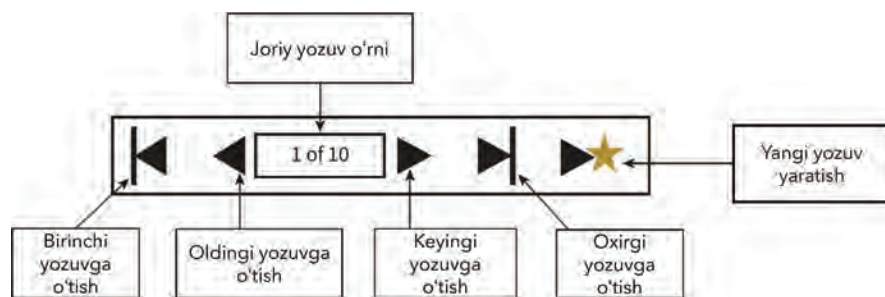 Joriy yozuv o'rni
1 of 10
Yangi yozuv
yaratish
Birinchi
yozuvga
o'tish
Oldingi yozuvga
o'tish
Keyingi
yozuvga
o'tish
Oxirgi
yozuvga
o'tish